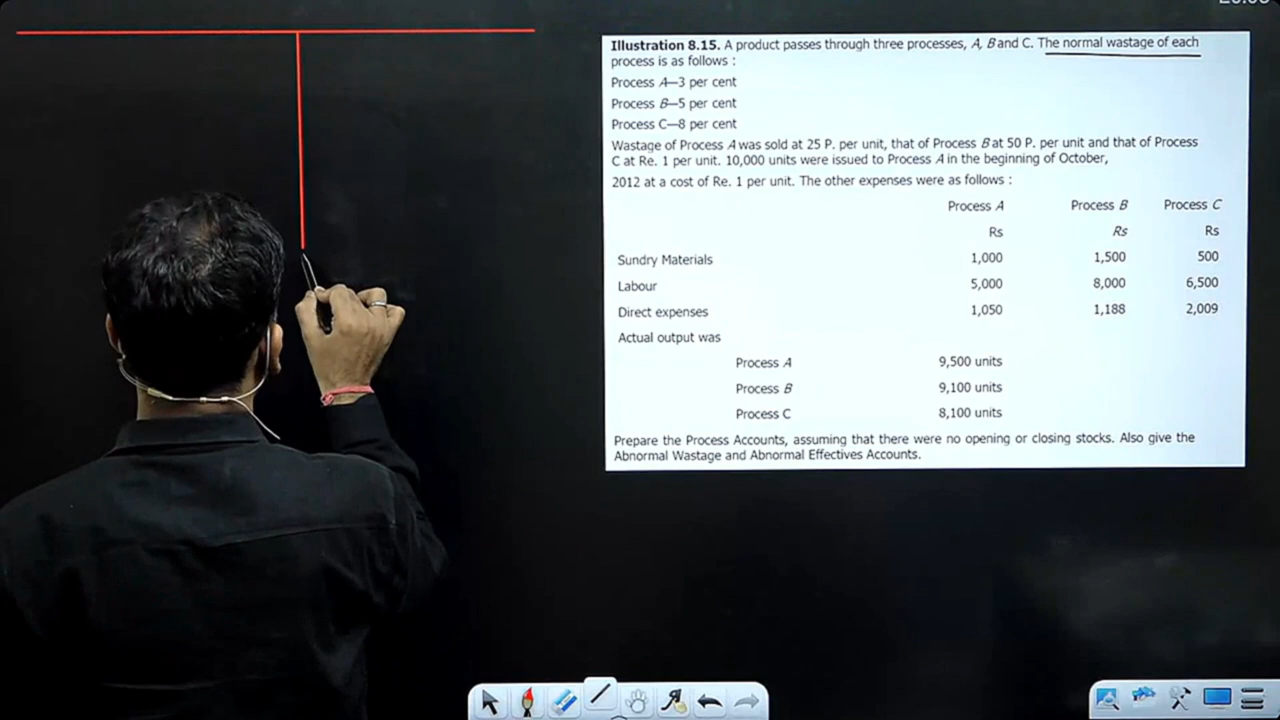 Illustration 8.15. A product passes through three processes, A, B and C. The normal wastage of each
process is as follows :
Process A—3 per cent
Process B—5 per cent
Process C—8 per cent
Wastage of Process A was sold at 25 P. per unit, that of Process B at 50 P. per unit and that of Process
C at Re. 1 per unit. 10,000 units were issued to Process A in the beginning of October,
2012 at a cost of Re. 1 per unit. The other expenses were as follows :
Process A Process B Process C
Rs Rs Rs
Sundry Materials 1,000 1,500 500
Labour 5,000 8,000 6,500
Direct expenses 1,050 1,188 2,009
Actual output was
Process A 9,500 units
Process B 9,100 units
Process C 8,100 units
Prepare the Process Accounts, assuming that there were no opening or closing stocks. Also give the
Abnormal Wastage and Abnormal Effectives Accounts.